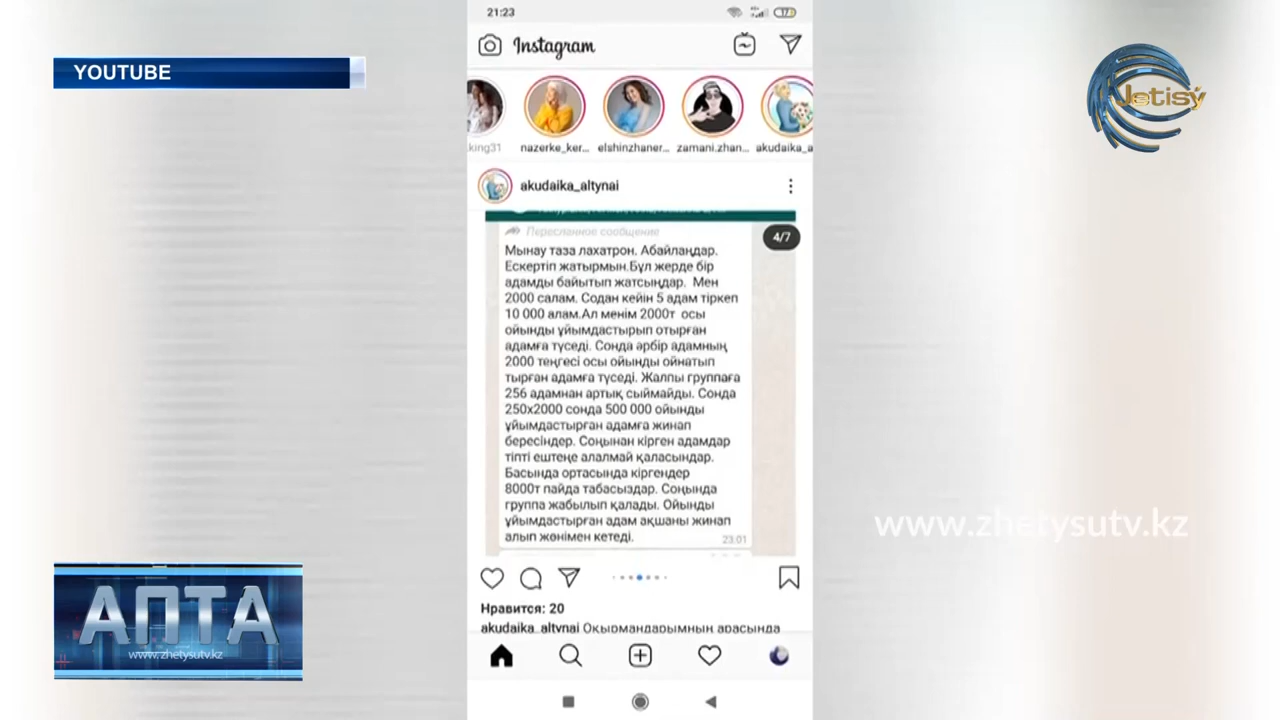 21:23
17
YOUTUBE
Instagram
Jetisý
king31
nazerke_ker...
elshinzhaner...
zamani.zhan...
akudaika_a
akudaika_altynai
Пересланное сообщение
4/7
Мынау таза лахатрон. Абайлаңдар.
Ескертіп жатырмын.Бұл жерде бір
адамды байытып жатсыңдар. Мен
2000 салам. Содан кейін 5 адам тіркеп
10 000 алам.Ал менім 2000т осы
ойынды ұйымдастырып отырған
адамға түседі. Сонда әрбір адамның
2000 теңгесі осы ойынды ойнатып
тырған адамға түседі. Жалпы группаға
256 адамнан артық сыймайды. Сонда
250х2000 сонда 500 000 ойынды
ұйымдастырған адамға жинап
бересіндер. Соңынан кірген адамдар
тіпті ештеңе алалмай қаласындар.
Басында ортасында кіргендер
8000т пайда табасыздар. Соңында
группа жабылып қалады. Ойынды
ұйымдастырған адам ақшаны жинап
алып жөнімен кетеді.
23:01
www.zhetysutv.kz
Нравится: 20
akudaika_altynai Оқырмандарымның арасында
АПТА
www.zhetysutv.kz